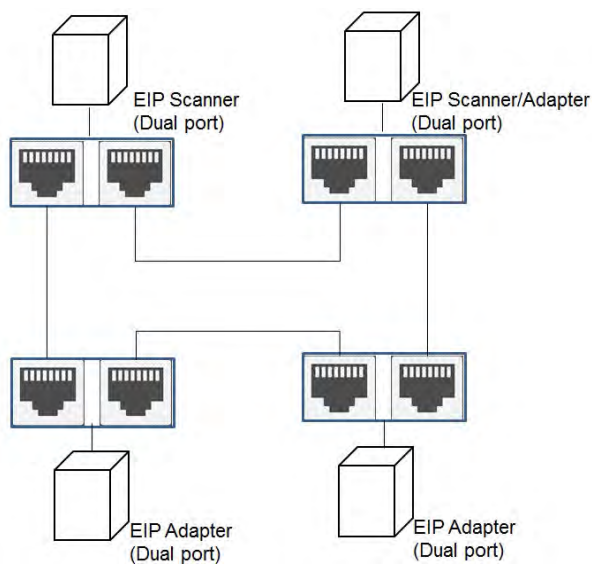 EIP Scanner
(Dual port)
EIP Scanner/Adapter
(Dual port)
EIP Adapter
(Dual port)
EIP Adapter
(Dual port)